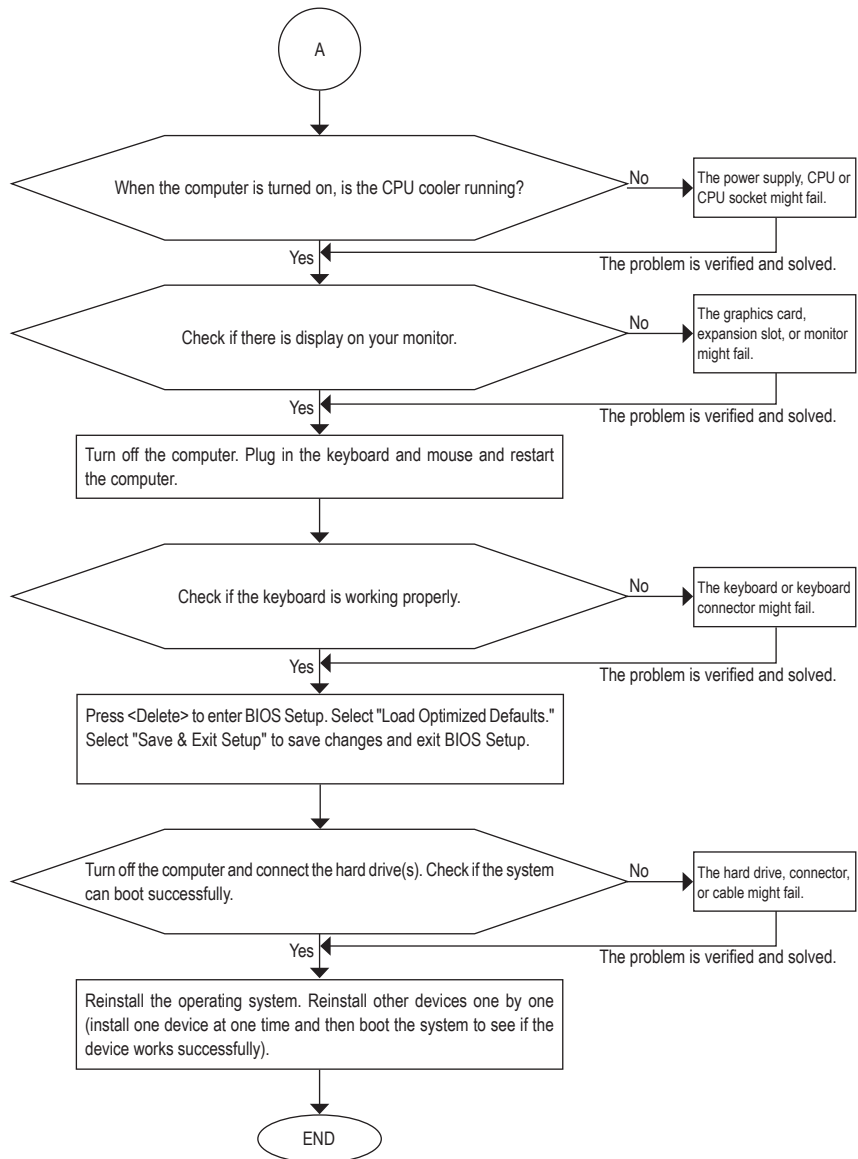 A
When the computer is turned on, is the CPU cooler running?
No
The power supply, CPU or
CPU socket might fail.
Yes
The problem is verified and solved.
Check if there is display on your monitor.
No
The graphics card,
expansion slot, or monitor
might fail.
Yes
The problem is verified and solved.
Turn off the computer. Plug in the keyboard and mouse and restart
the computer.
Check if the keyboard is working properly.
No
The keyboard or keyboard
connector might fail.
Yes
The problem is verified and solved.
Press <Delete> to enter BIOS Setup. Select "Load Optimized Defaults."
Select "Save & Exit Setup" to save changes and exit BIOS Setup.
Turn off the computer and connect the hard drive(s). Check if the system
can boot successfully.
No
The hard drive, connector,
or cable might fail.
Yes
The problem is verified and solved.
Reinstall the operating system. Reinstall other devices one by one
(install one device at one time and then boot the system to see if the
device works successfully).
END